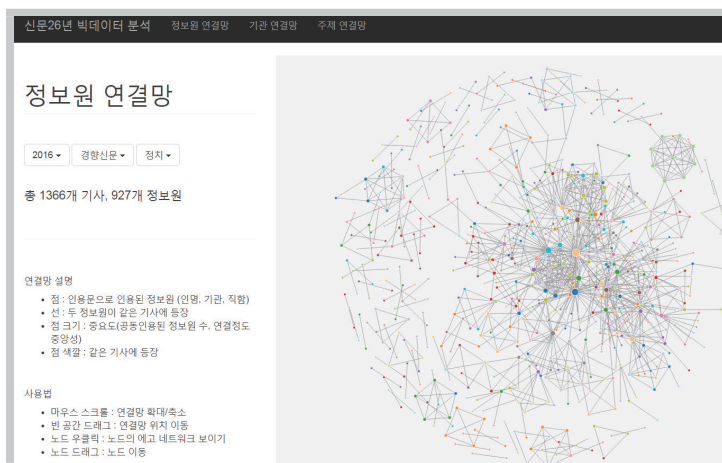 신문26년 빅데이터 분석 정보원 연결망 기관 연결망 주제 연결망
정보원 연결망
2016 경향신문 정치
총 1366개 기사, 927개 정보원
연결망 설명
점 : 인용문으로 인용된 정보원 (인명, 기관, 직함)
선 : 두 정보원이 같은 기사에 등장
점 크기 : 중요도(공동인용된 정보원 수. 연결정도
중앙성)
점 색깔 : 같은 기사에 등장
사용법
마우스 스크롤 : 연결망 확대/축소
빈 공간 드래그 : 연결망 위치 이동
노드 우클릭 : 노드의 에고 네트워크 보이기
노드 드래그 : 노드 이동